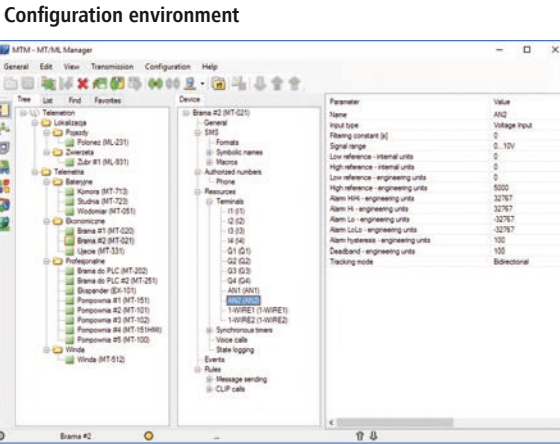 Configuration environment
MTM - MT/ML Manager
General Edit View Transmission Configuration Help
Tree List Find Favorites
Telemetron
Lokalizacja
Pojazdy
Polonez (ML-231)
Zwierzeta
Zubr #1 (ML-931)
Telemetria
Bateryjne
Komora (MT-713)
Studnia (MT-723)
Wodomiar (MT-051)
Ekonomiczne
Brama #1 (MT-020)
Brama #2 (MT-021)
Ujecie (MT-331)
Profesjonalne
Brama do PLC (MT-202)
Brama do PLC #2 (MT-251)
Ekspander (EX-101)
Pompownia #1 (MT-151)
Pompownia #2 (MT-101)
Pompownia #3 (MT-102)
Pompownia #4 (MT-151HMI)
Pompownia #5 (MT-100)
Winda
Winda (MT-512)
Device
Brama #2 (MT-021)
General
SMS
Formats
Symbolic names
Macros
Authorized numbers
Phone
Resources
Terminals
I1 (I1)
I2 (I2)
I3 (I3)
I4 (I4)
Q1 (Q1)
Q2 (Q2)
Q3 (Q3)
Q4 (Q4)
AN1 (AN1)
AN2 (AN2)
1-WIRE1 (1-WIRE1)
1-WIRE2 (1-WIRE2)
Synchronous timers
Voice calls
State logging
Events
Rules
Message sending
CLIP calls
Parameter Value
Name AN2
Input type Voltage Input
Filtering constant [s] 0
Signal range 0...10V
Low reference - internal units 0
High reference - internal units 0
Low reference - engineering units 0
High reference - engineering units 5000
Alarm HiHi - engineering units 32767
Alarm Hi - engineering units 32767
Alarm Lo - engineering units -32767
Alarm LoLo - engineering units -32767
Alarm hysteresis - engineering units 100
Deadband - engineering units 100
Tracking mode Bidirectional
Brama #2 ...